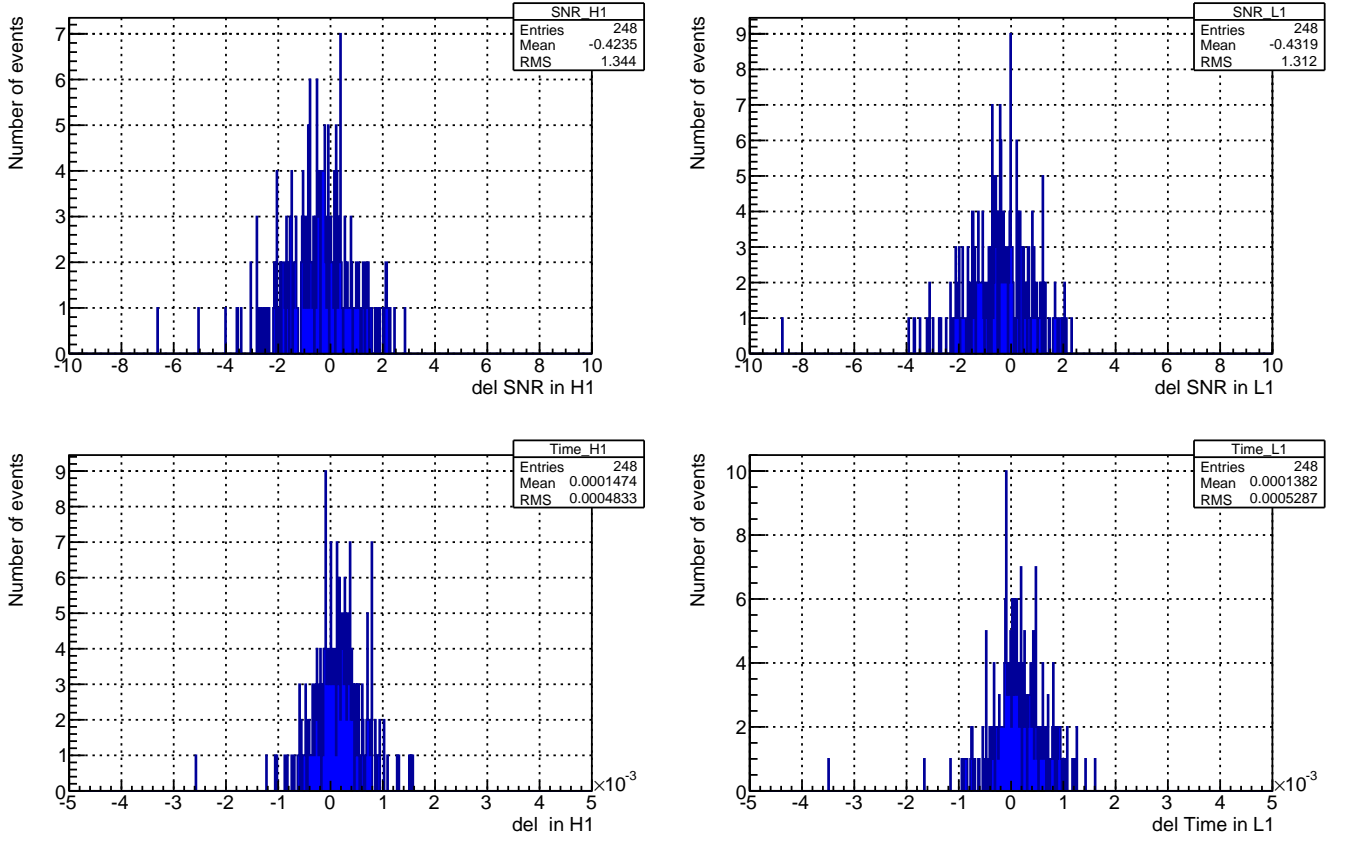 SNR_H1
Entries 248
Mean -0.4235
RMS 1.344
Number of events
7
6
5
4
3
2
1
0
-10 -8 -6 -4 -2 0 2 4 6 8 10
del SNR in H1
SNR_L1
Entries 248
Mean -0.4319
RMS 1.312
Number of events
9
8
7
6
5
4
3
2
1
0
-10 -8 -6 -4 -2 0 2 4 6 8 10
del SNR in L1
Time_H1
Entries 248
Mean 0.0001474
RMS 0.0004833
Number of events
9
8
7
6
5
4
3
2
1
0
-5 -4 -3 -2 -1 0 1 2 3 4 5
×10-3
del in H1
Time_L1
Entries 248
Mean 0.0001382
RMS 0.0005287
Number of events
10
8
6
4
2
0
-5 -4 -3 -2 -1 0 1 2 3 4 5
×10-3
del Time in L1